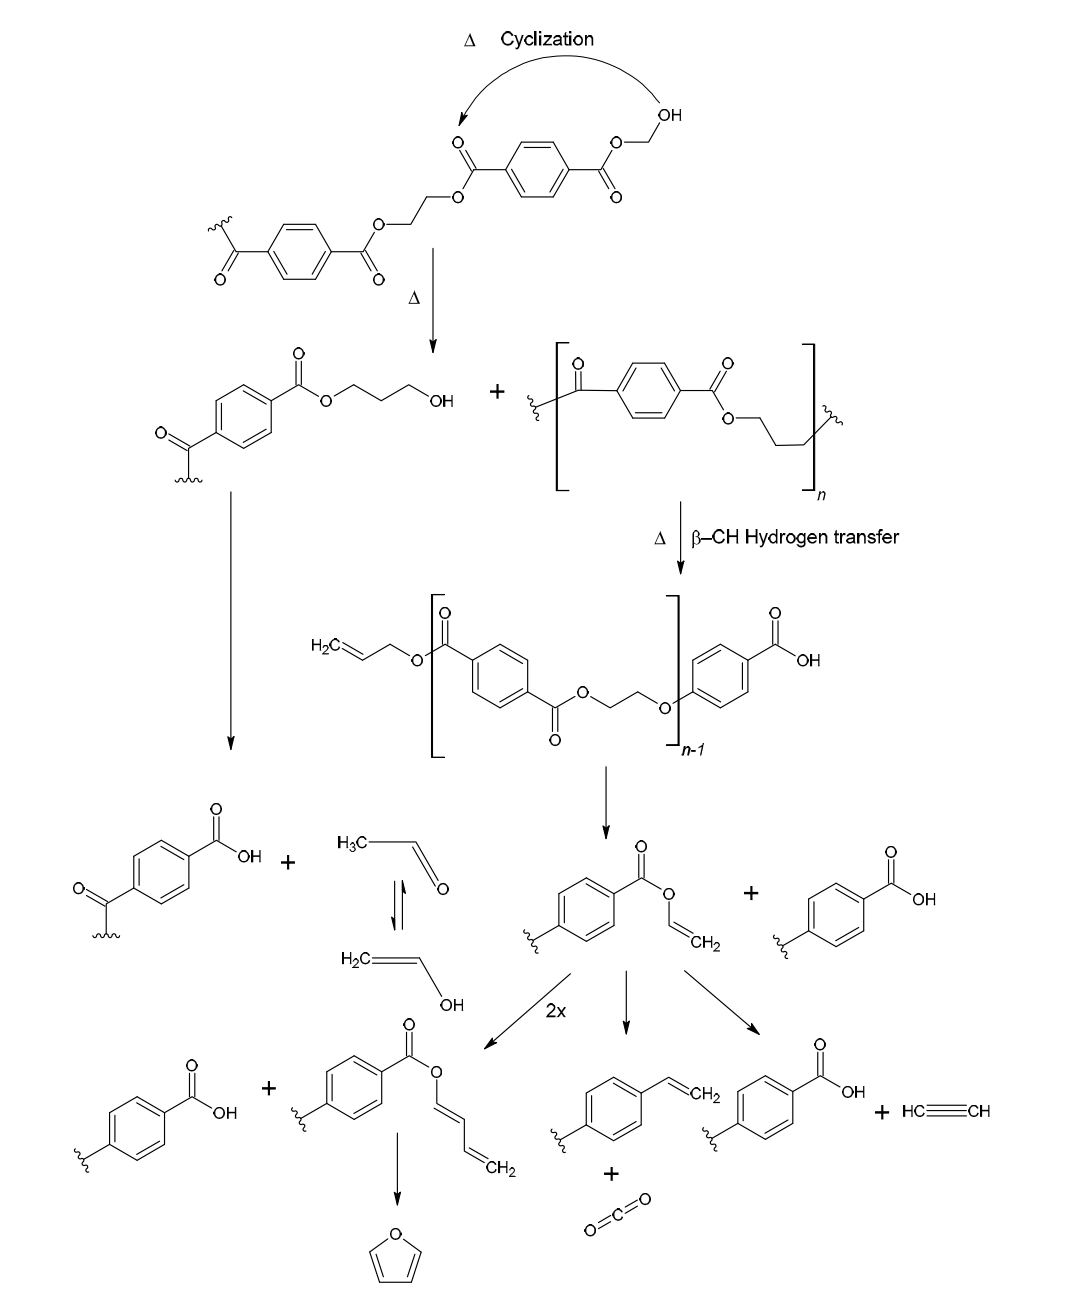 Δ Cyclization
OH
O
O
O
O
O
O
O
O
Δ
O
O
OH
O
+
O
O
O
n
Δ β–CH Hydrogen transfer
H2C
O
O
O
O
O
n-1
O
OH
O
OH
O
+
H3C
O
H2C
OH
O
O
CH2
+
O
OH
2x
O
OH
+
O
O
CH2
O
CH2
+
O C O
O
OH
+
HC CH